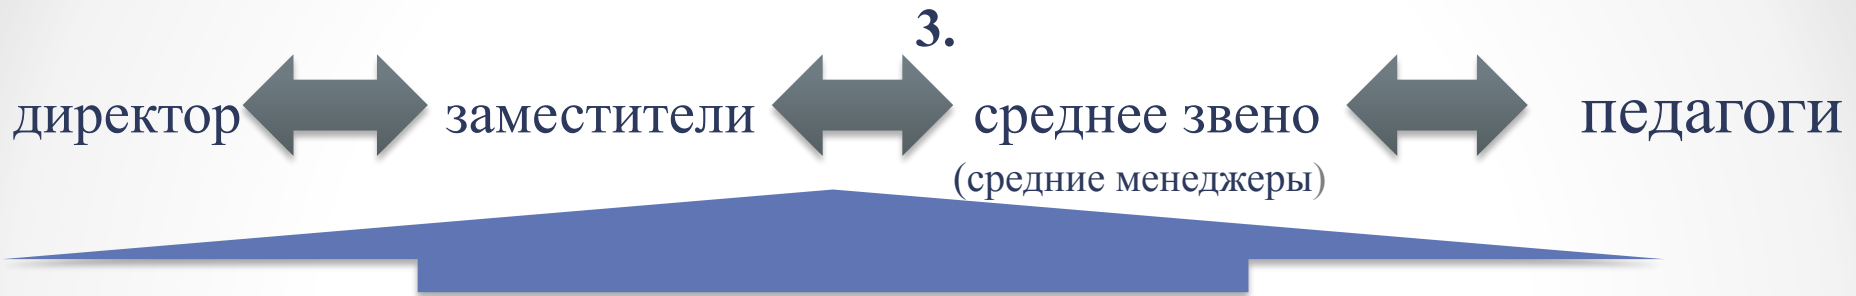 3.
директор заместители среднее звено педагоги
(средние менеджеры)